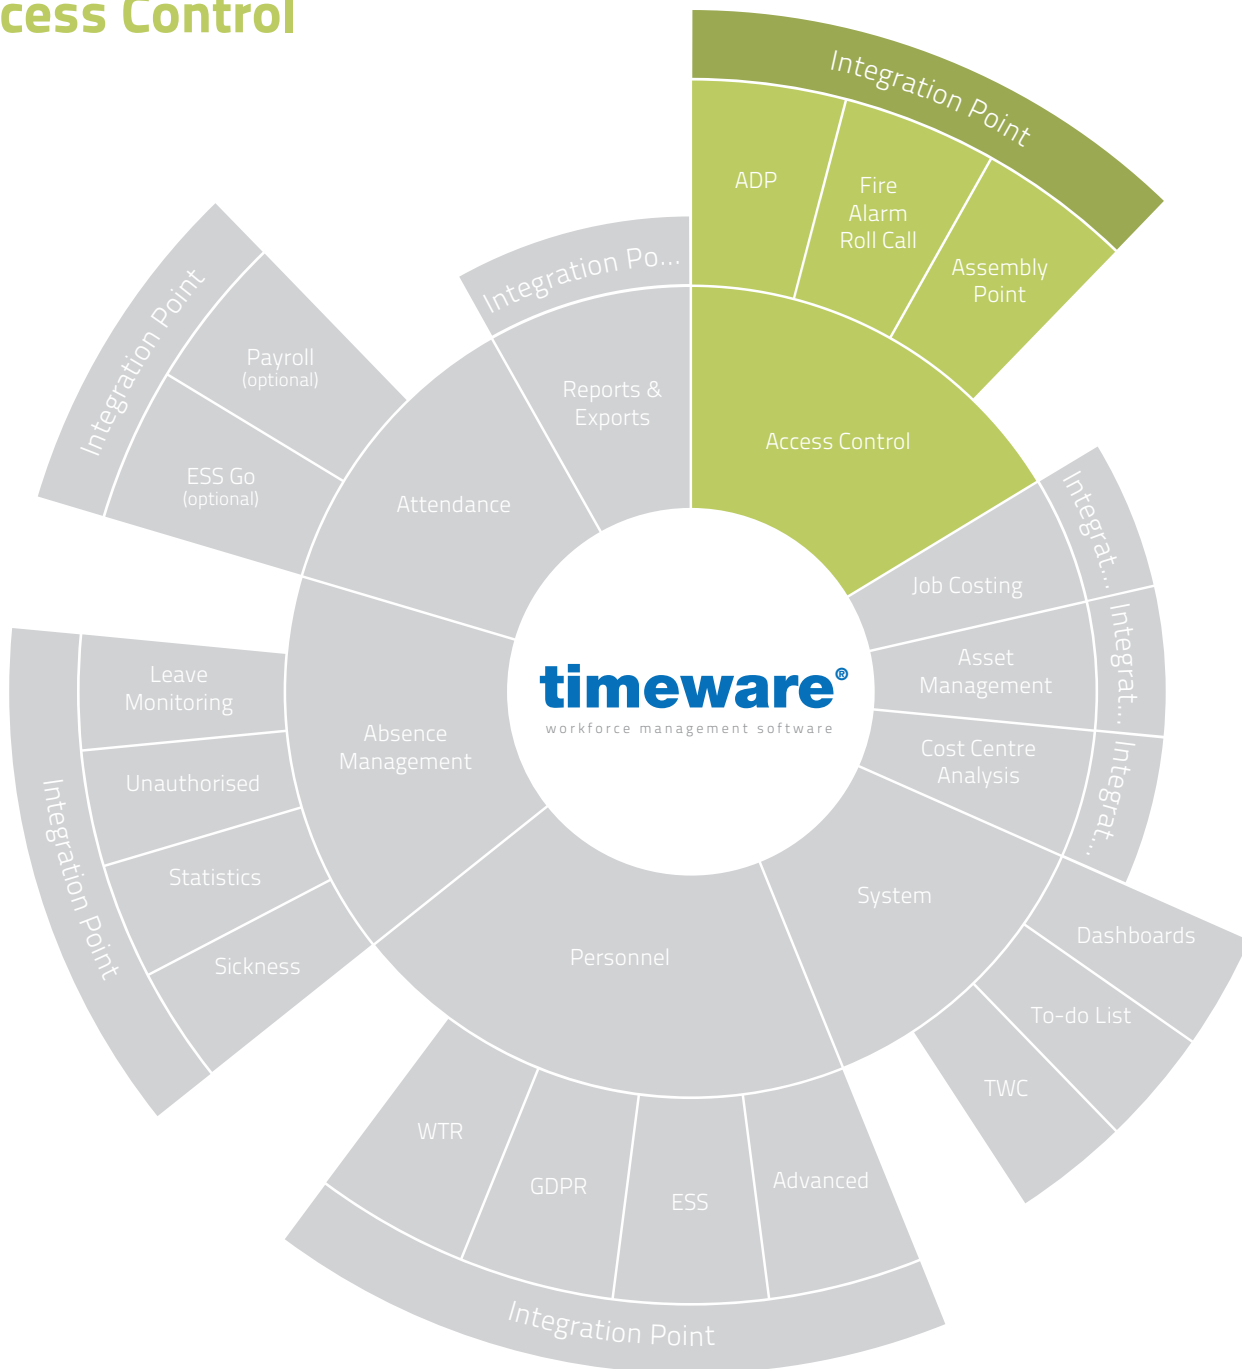 cess Control
Integration Point
ADP
Fire
Alarm
Roll Call
Assembly
Point
Access Control
Integration Po...
Reports &
Exports
Integration Point
Payroll
(optional)
ESS Go
(optional)
Attendance
Integrat...
Job Costing
Integrat...
Asset
Management
Integrat...
Cost Centre
Analysis
timeware®
workforce management software
Leave
Monitoring
Unauthorised
Statistics
Sickness
Integration Point
Absence
Management
System
Dashboards
To-do List
TWC
Personnel
WTR
GDPR
ESS
Advanced
Integration Point